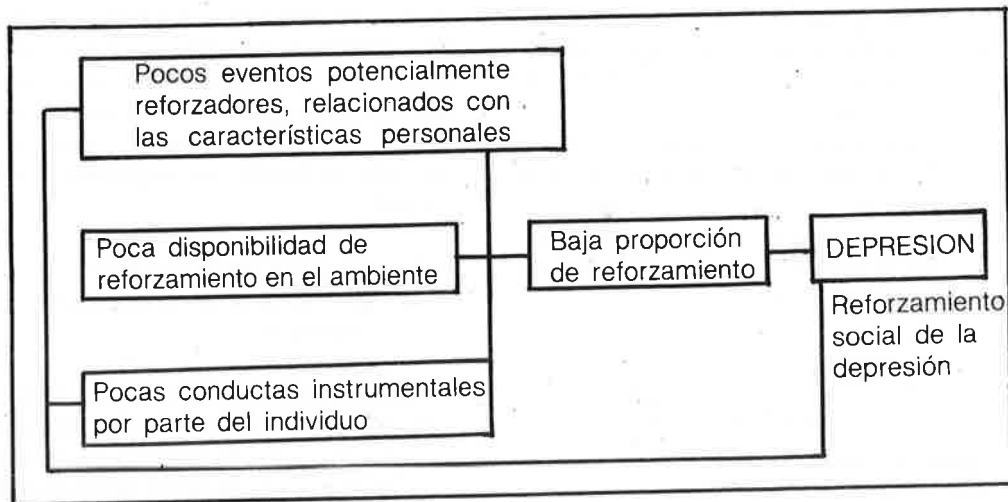 Pocos eventos potencialmente
reforzadores, relacionados con
las características personales
Poca disponibilidad de
reforzamiento en el ambiente
Baja proporción
de reforzamiento
DEPRESION
Reforzamiento
social de la
depresión
Pocas conductas instrumentales
por parte del individuo